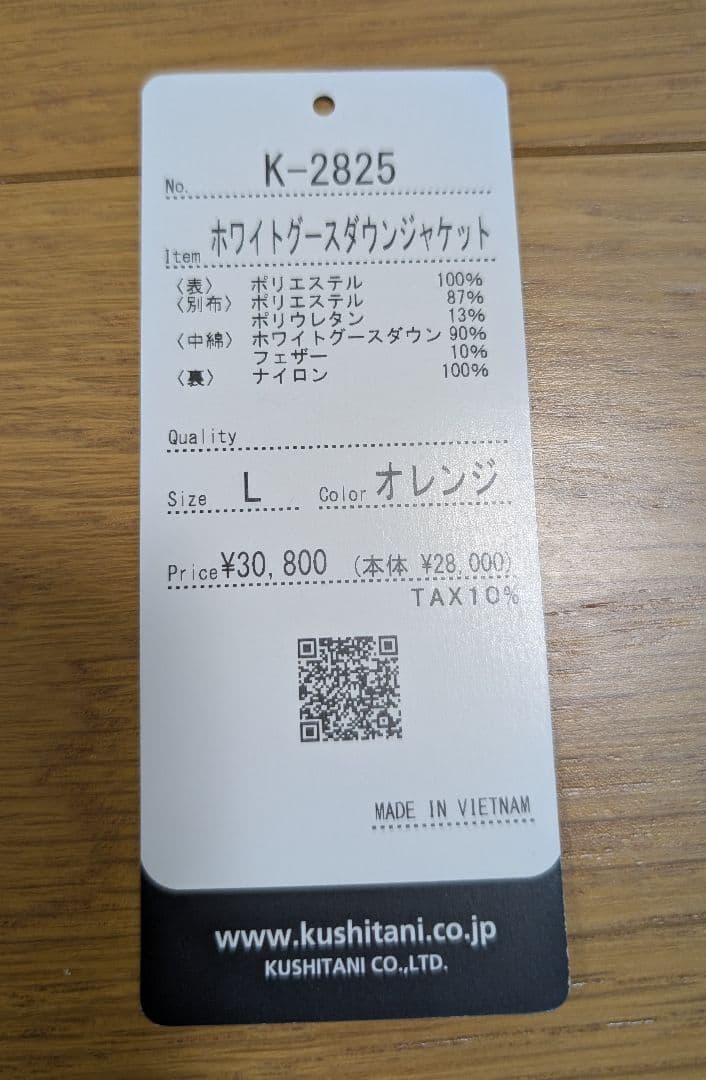 No. K-2825
Item ホワイトグースダウンジャケット
〈表〉 ポリエステル 100%
〈別布〉 ポリエステル 87%
ポリウレタン 13%
〈中綿〉 ホワイトグースダウン 90%
フェザー 10%
〈裏〉 ナイロン 100%
Quality
Size L Color オレンジ
Price ¥30,800 (本体 ¥28,000)
TAX10%
MADE IN VIETNAM
www.kushitani.co.jp
KUSHITANI CO.,LTD.